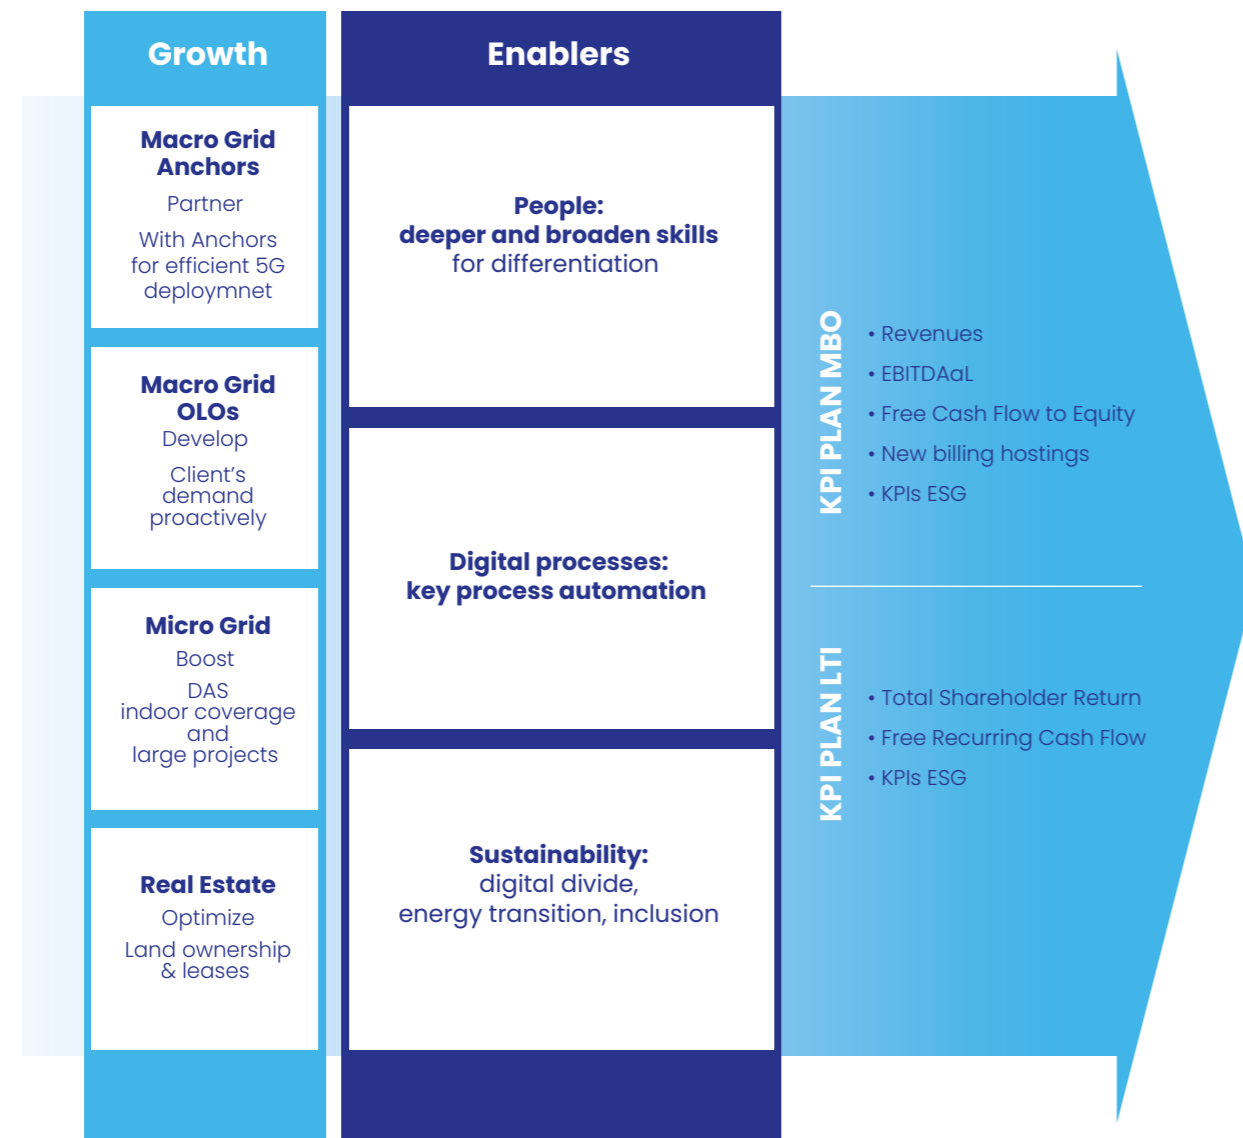 Growth
Macro Grid
Anchors
Partner
With Anchors
for efficient 5G
deploymnet
Macro Grid
OLOs
Develop
Client's
demand
proactively
Micro Grid
Boost
DAS
indoor coverage
and
large projects
Real Estate
Optimize
Land ownership
& leases
Enablers
People:
deeper and broaden skills
for differentiation
Digital processes:
key process automation
Sustainability:
digital divide,
energy transition, inclusion
KPI PLAN MBO
• Revenues
• EBITDAaL
• Free Cash Flow to Equity
• New billing hostings
• KPIs ESG
KPI PLAN LTI
• Total Shareholder Return
• Free Recurring Cash Flow
• KPIs ESG